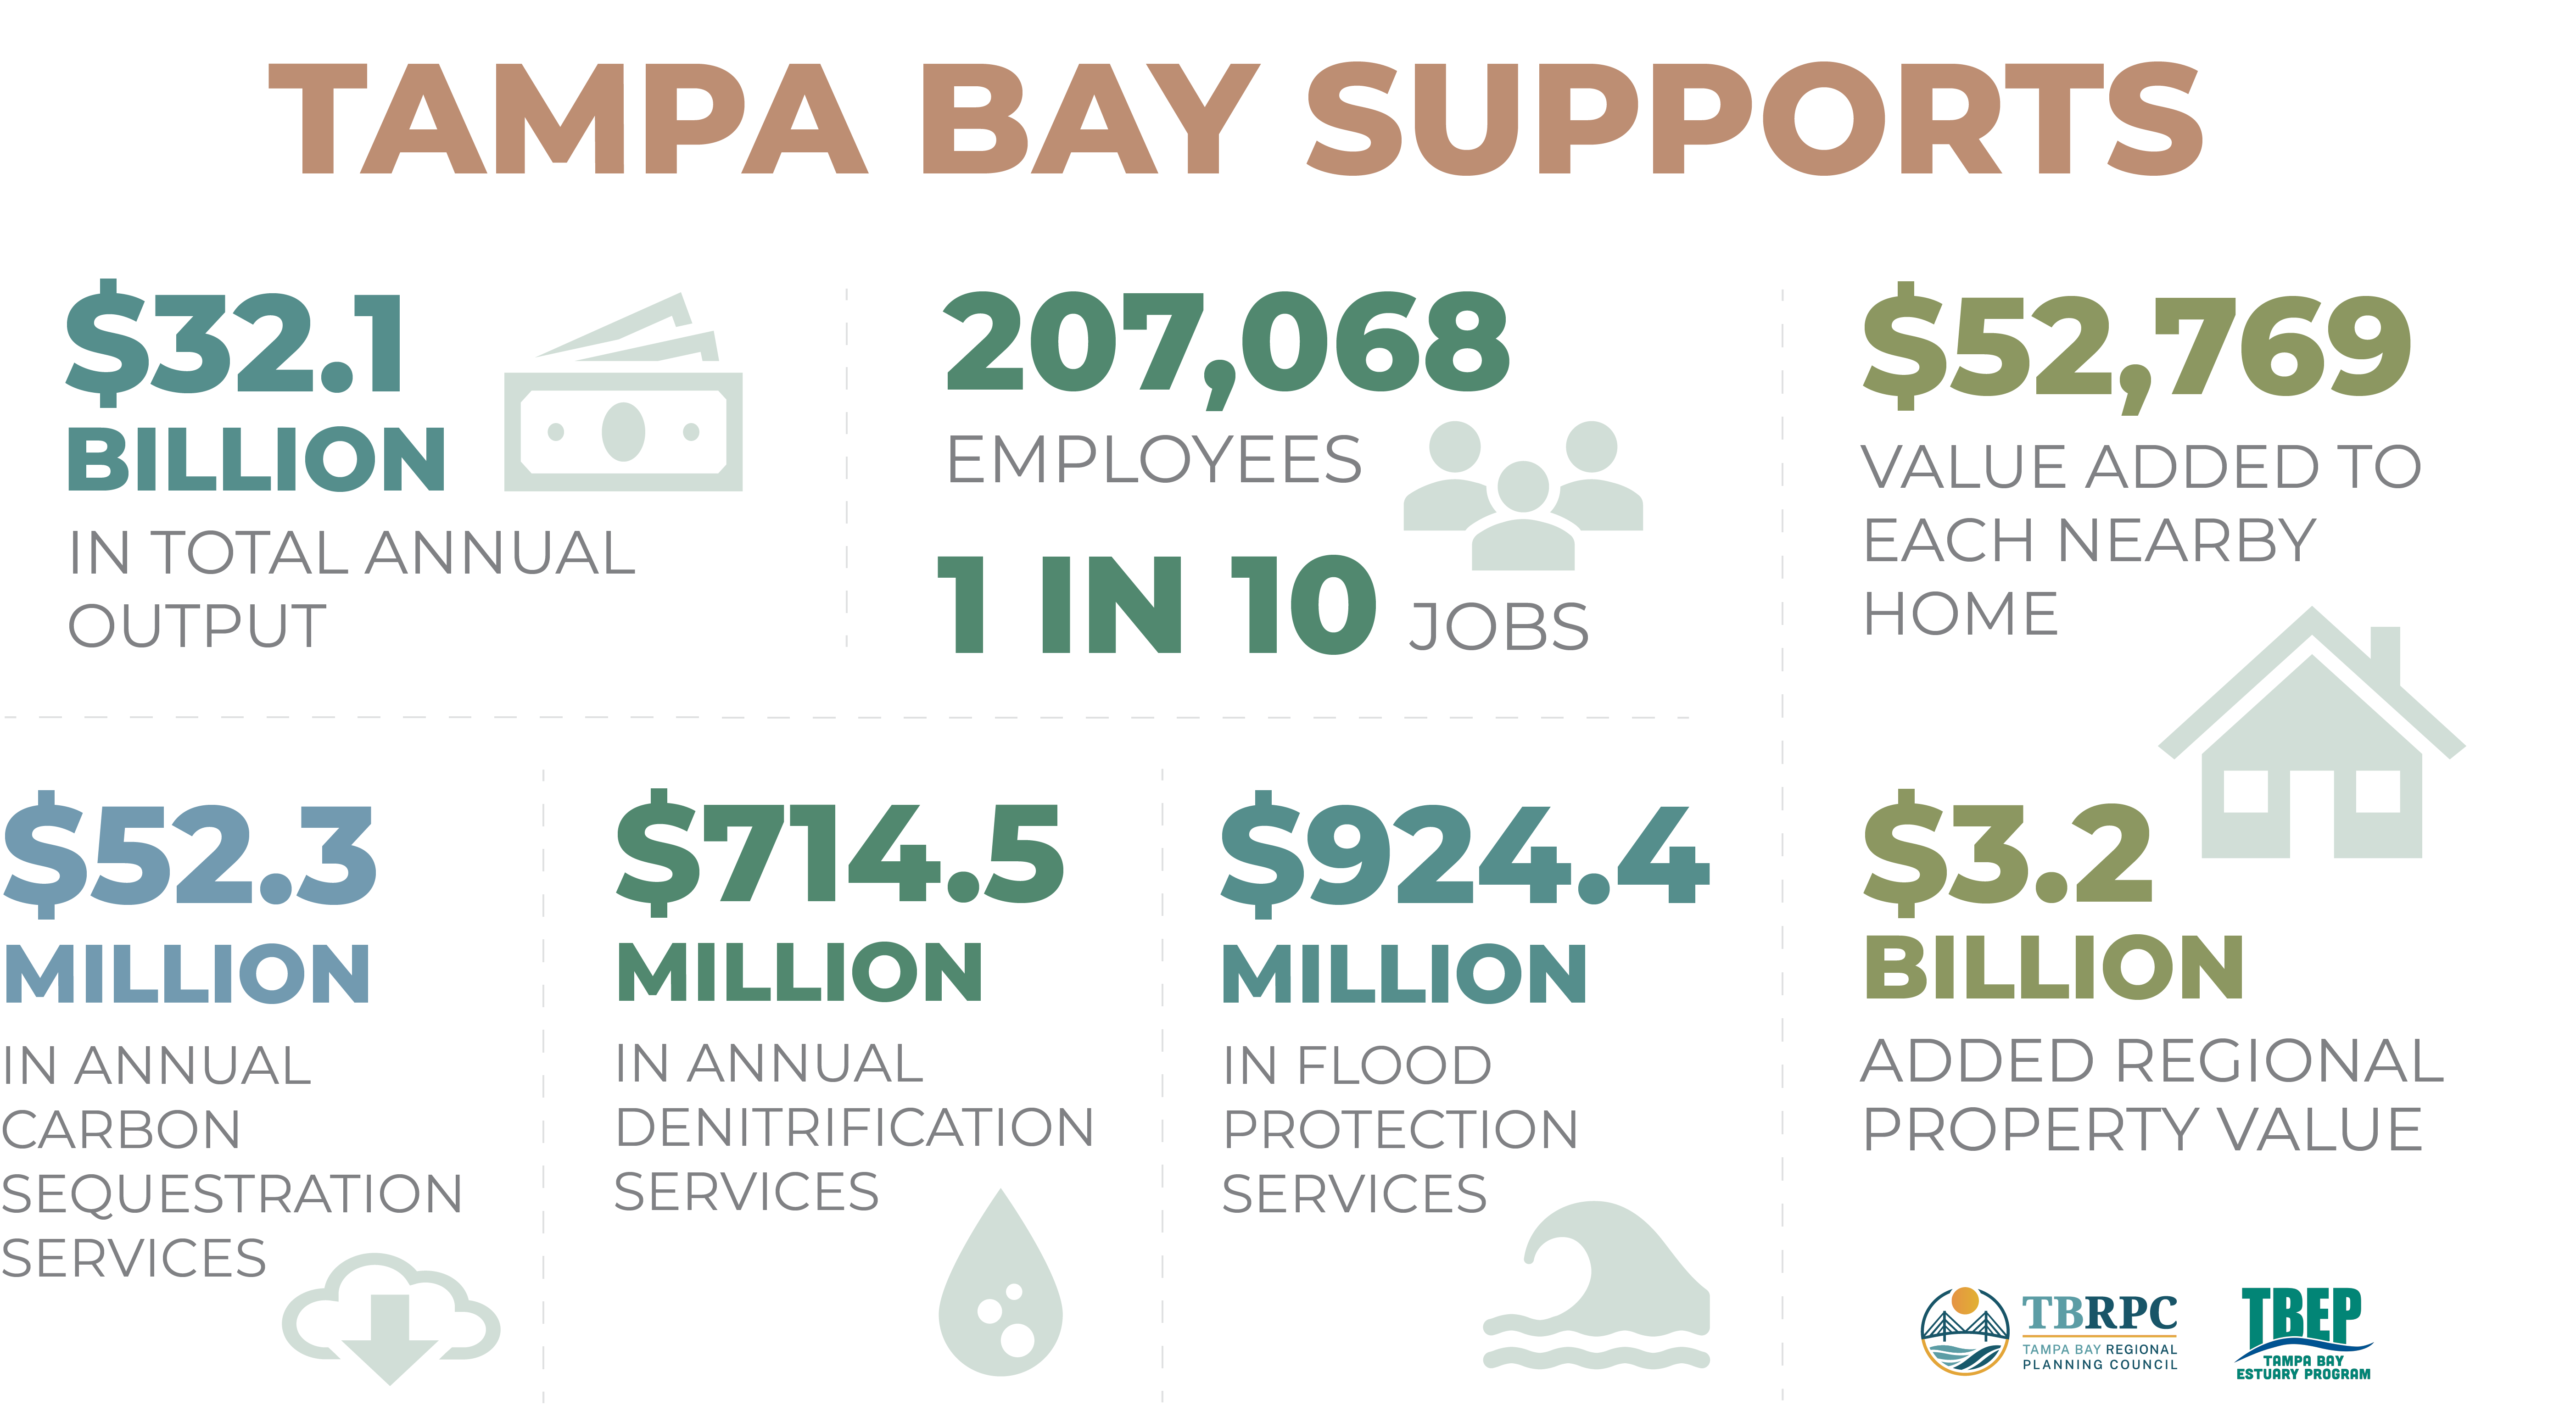 TAMPA BAY SUPPORTS
$32.1
BILLION
IN TOTAL ANNUAL
OUTPUT
207,068
EMPLOYEES
1 IN 10 JOBS
$52,769
VALUE ADDED TO
EACH NEARBY
HOME
$52.3
MILLION
IN ANNUAL
CARBON
SEQUESTRATION
SERVICES
$714.5
MILLION
IN ANNUAL
DENITRIFICATION
SERVICES
$924.4
MILLION
IN FLOOD
PROTECTION
SERVICES
$3.2
BILLION
ADDED REGIONAL
PROPERTY VALUE
TBRPC
TAMPA BAY REGIONAL
PLANNING COUNCIL
TBEP
TAMPA BAY
ESTUARY PROGRAM